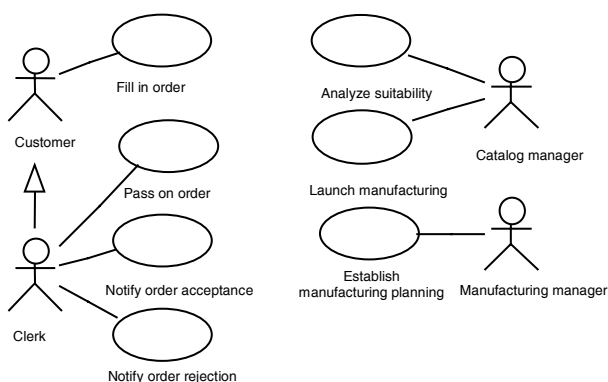 Fill in order
Customer
Pass on order
Notify order acceptance
Clerk
Notify order rejection
Analyze suitability
Catalog manager
Launch manufacturing
Establish
manufacturing planning
Manufacturing manager